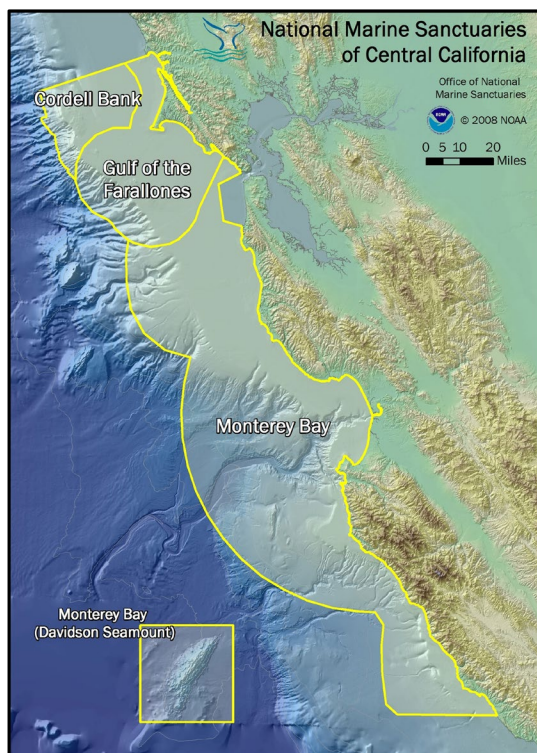 National Marine Sanctuaries
of Central California
Office of National
Marine Sanctuaries
© 2008 NOAA
0 5 10 20
Miles
Cordell Bank
Gulf of the
Farallones
Monterey Bay
Monterey Bay
(Davidson Seamount)